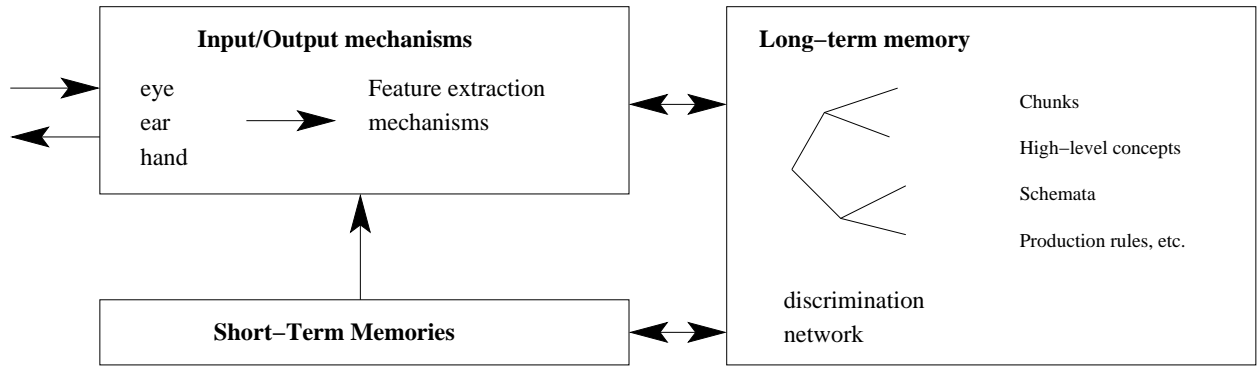 Input/Output mechanisms
eye
ear
hand
Feature extraction
mechanisms
Short−Term Memories
Long−term memory
Chunks
High−level concepts
Schemata
Production rules, etc.
discrimination
network